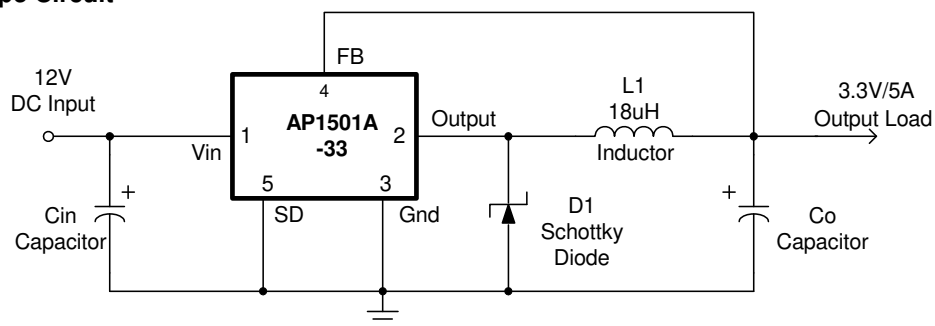 12V
DC Input
FB
4
AP1501A
-33
1
2
Vin
5
3
SD
Gnd
Output
L1
18uH
Inductor
3.3V/5A
Output Load
+
Cin
Capacitor
D1
Schottky
Diode
+
Co
Capacitor